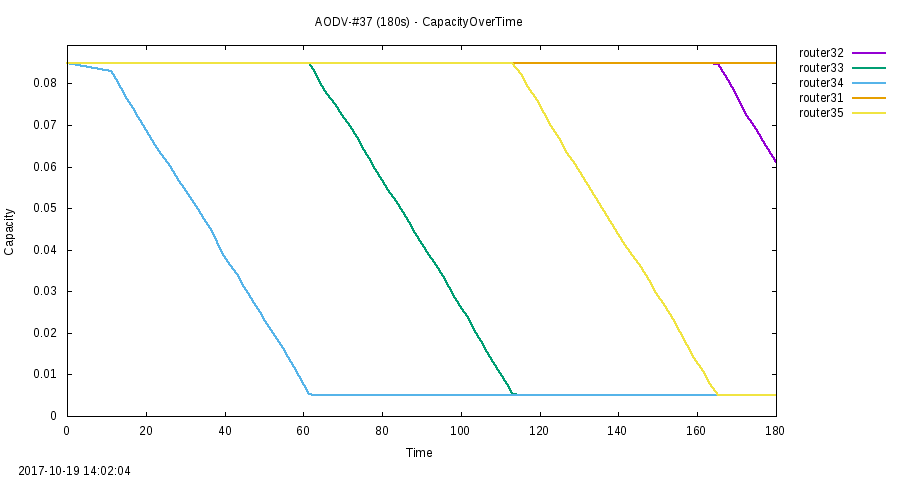 AODV-#37 (180s) - CapacityOverTime
router32
router33
router34
router31
router35
0.08
0.07
0.06
0.05
0.04
0.03
0.02
0.01
0
Capacity
0 20 40 60 80 100 120 140 160 180
Time
2017-10-19 14:02:04